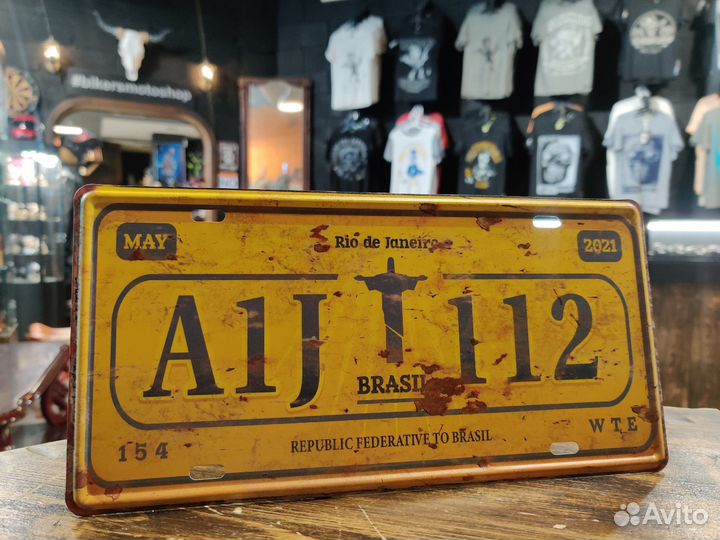 #bikersmotoshop
MAY
Rio de Janeiro
2021
A1J 112
BRASIL
154
REPUBLIC FEDERATIVE TO BRASIL
WTE
Avito